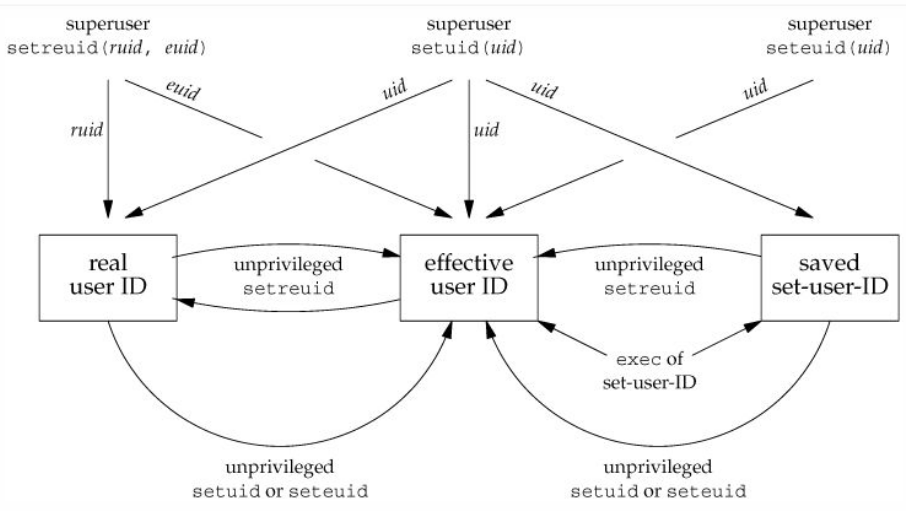 superuser
setreuid(ruid, euid)
superuser
setuid(uid)
superuser
seteuid(uid)
ruid
euid
uid
uid
uid
uid
real
user ID
unprivileged
setreuid
effective
user ID
unprivileged
setreuid
saved
set-user-ID
exec of
set-user-ID
unprivileged
setuid or seteuid
unprivileged
setuid or seteuid